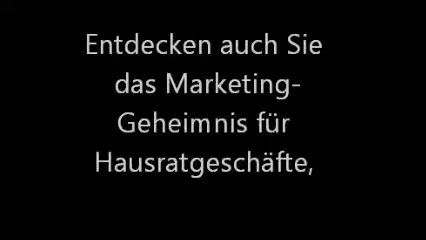 Entdecken auch Sie
das Marketing-
Geheimnis für
Hausratgeschäfte,